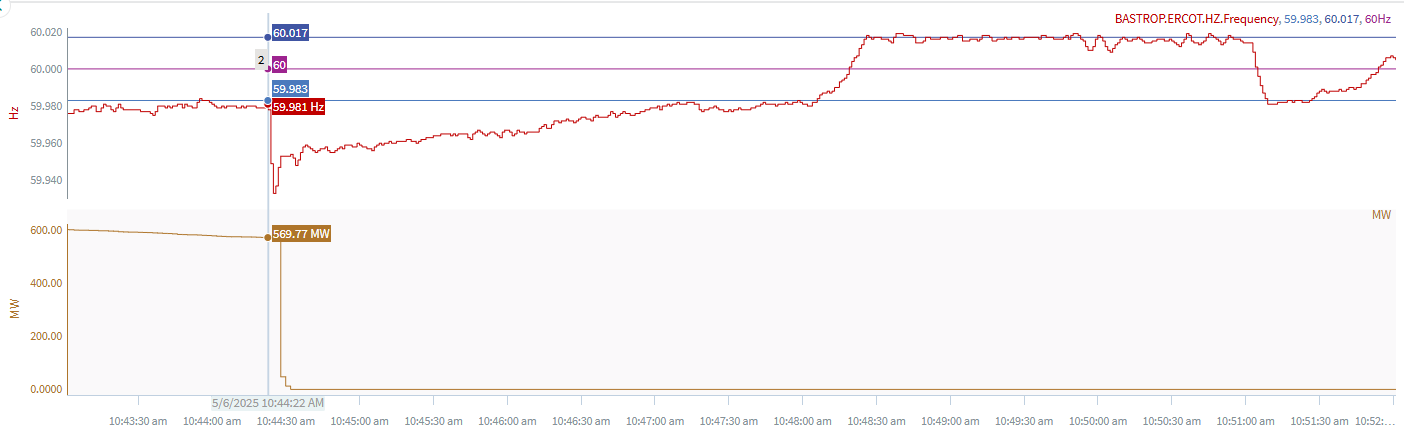 BASTROP.ERCOT.HZ.Frequency, 59.983, 60.017, 60Hz
60.020
60.017
60.000
2
60
59.983
59.980
59.981 Hz
Hz
59.960
59.940
MW
600.00
569.77 MW
400.00
MW
200.00
0.0000
5/6/2025 10:44:22 AM
10:43:30 am 10:44:00 am 10:44:30 am 10:45:00 am 10:45:30 am 10:46:00 am 10:46:30 am 10:47:00 am 10:47:30 am 10:48:00 am 10:48:30 am 10:49:00 am 10:49:30 am 10:50:00 am 10:50:30 am 10:51:00 am 10:51:30 am 10:52:...